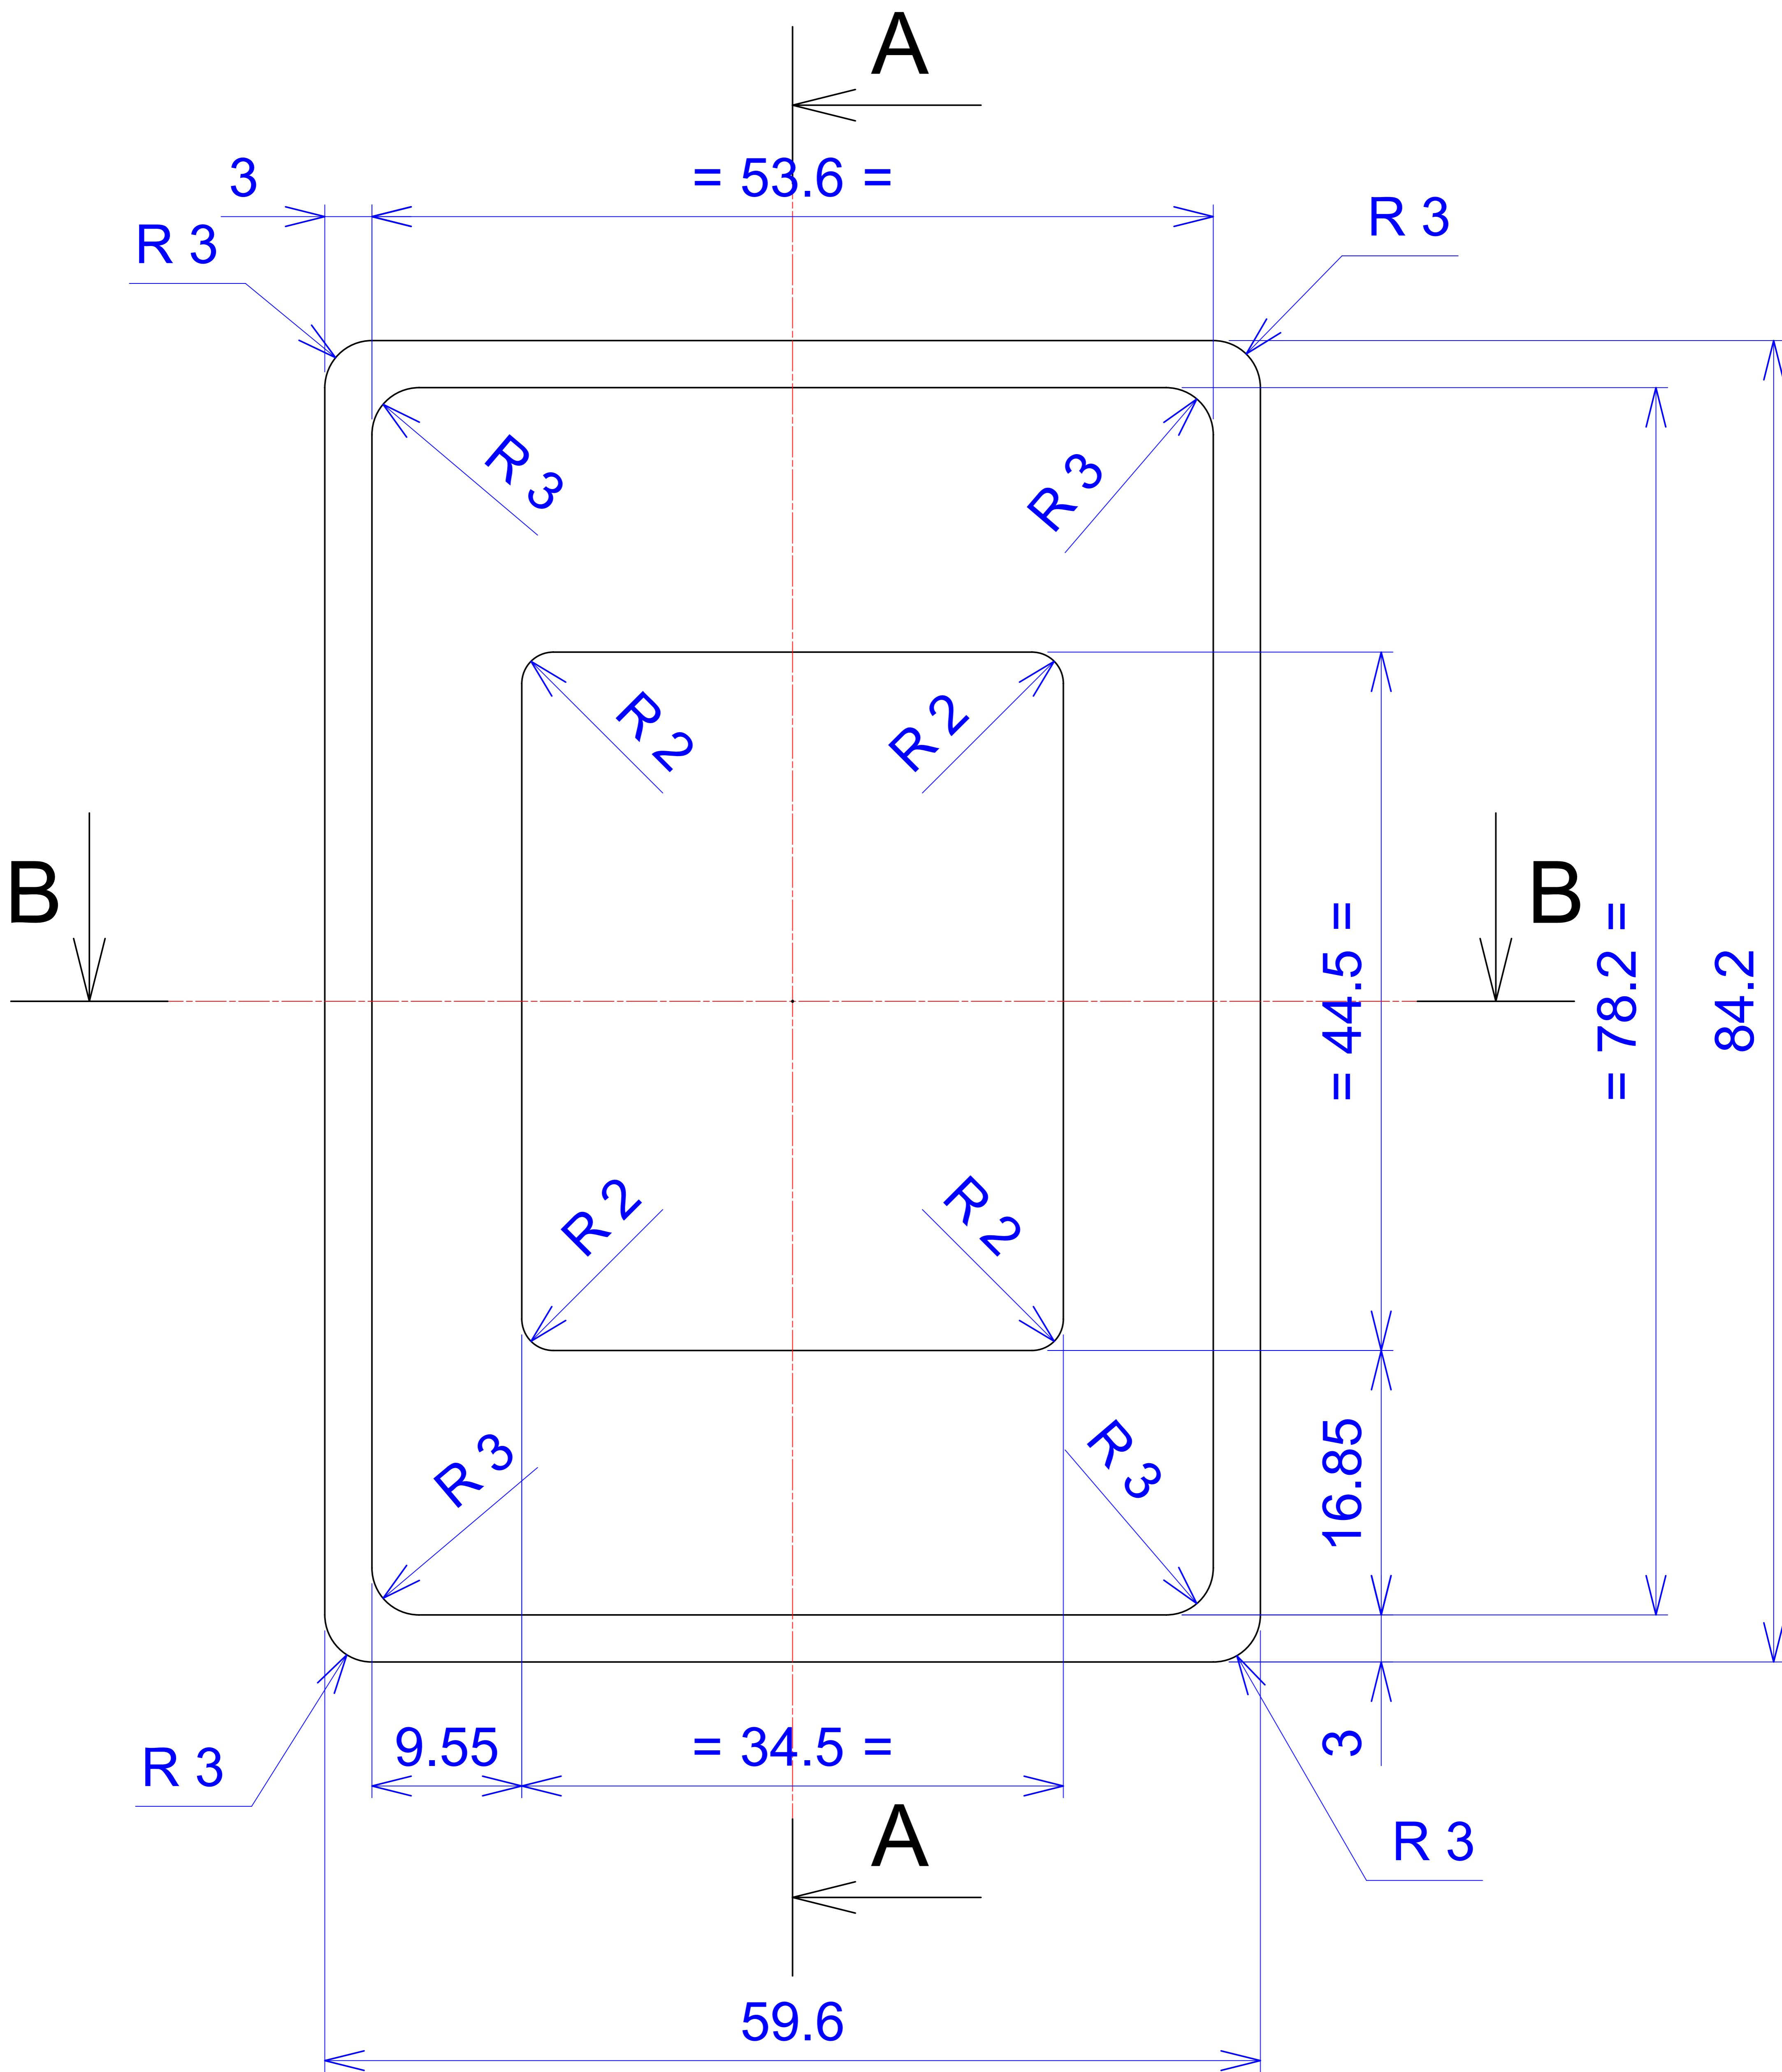 A
3
= 53.6 =
R 3
R 3
R 3
R 3
R 2
R 2
B
B
= 44.5 =
= 78.2 =
84.2
R 2
R 2
R 3
R 3
16.85
9.55
= 34.5 =
3
R 3
A
R 3
59.6